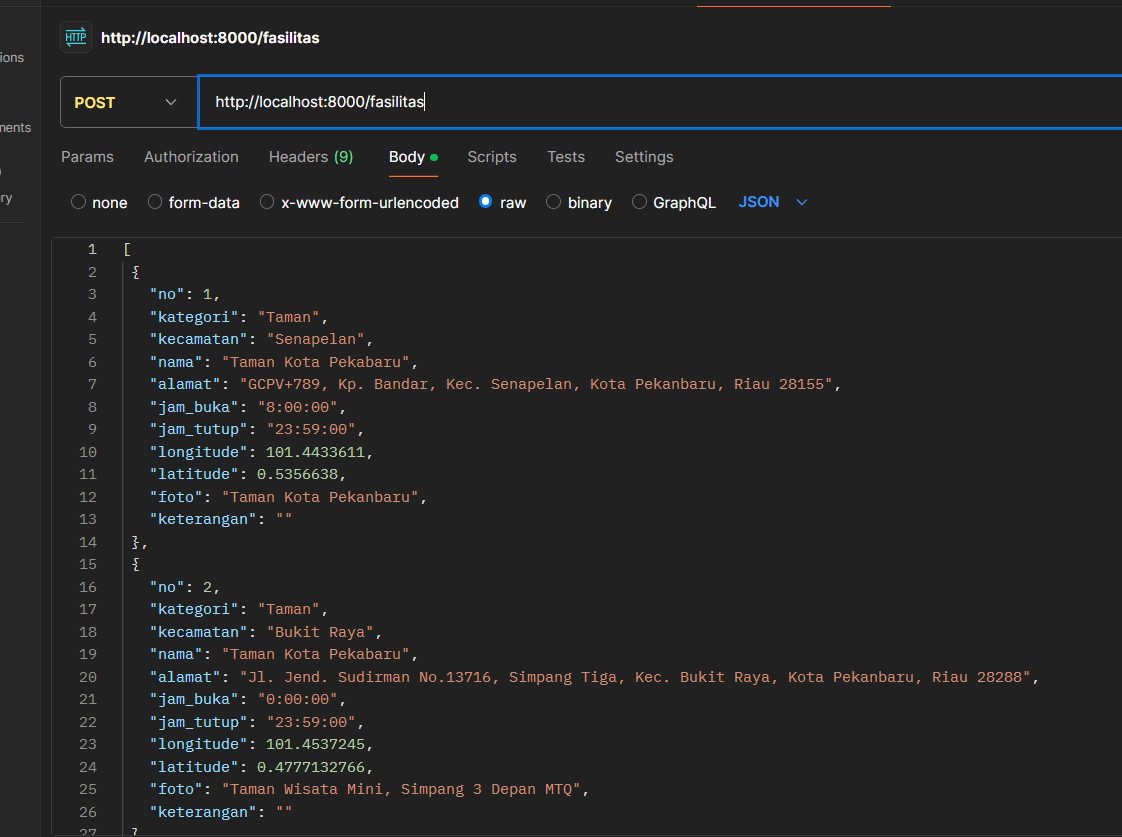 HTTP http://localhost:8000/fasilitas
ions
POST http://localhost:8000/fasilitas
ments
Params Authorization Headers (9) Body Scripts Tests Settings
ry
none form-data x-www-form-urlencoded raw binary GraphQL JSON
1 [
2 {
3 "no": 1,
4 "kategori": "Taman",
5 "kecamatan": "Senapelan",
6 "nama": "Taman Kota Pekabaru",
7 "alamat": "GCPV+789, Kp. Bandar, Kec. Senapelan, Kota Pekanbaru, Riau 28155",
8 "jam_buka": "8:00:00",
9 "jam_tutup": "23:59:00",
10 "longitude": 101.4433611,
11 "latitude": 0.5356638,
12 "foto": "Taman Kota Pekanbaru",
13 "keterangan": ""
14 },
15 {
16 "no": 2,
17 "kategori": "Taman",
18 "kecamatan": "Bukit Raya",
19 "nama": "Taman Kota Pekabaru",
20 "alamat": "Jl. Jend. Sudirman No.13716, Simpang Tiga, Kec. Bukit Raya, Kota Pekanbaru, Riau 28288",
21 "jam_buka": "0:00:00",
22 "jam_tutup": "23:59:00",
23 "longitude": 101.4537245,
24 "latitude": 0.4777132766,
25 "foto": "Taman Wisata Mini, Simpang 3 Depan MTQ",
26 "keterangan": ""
27 }